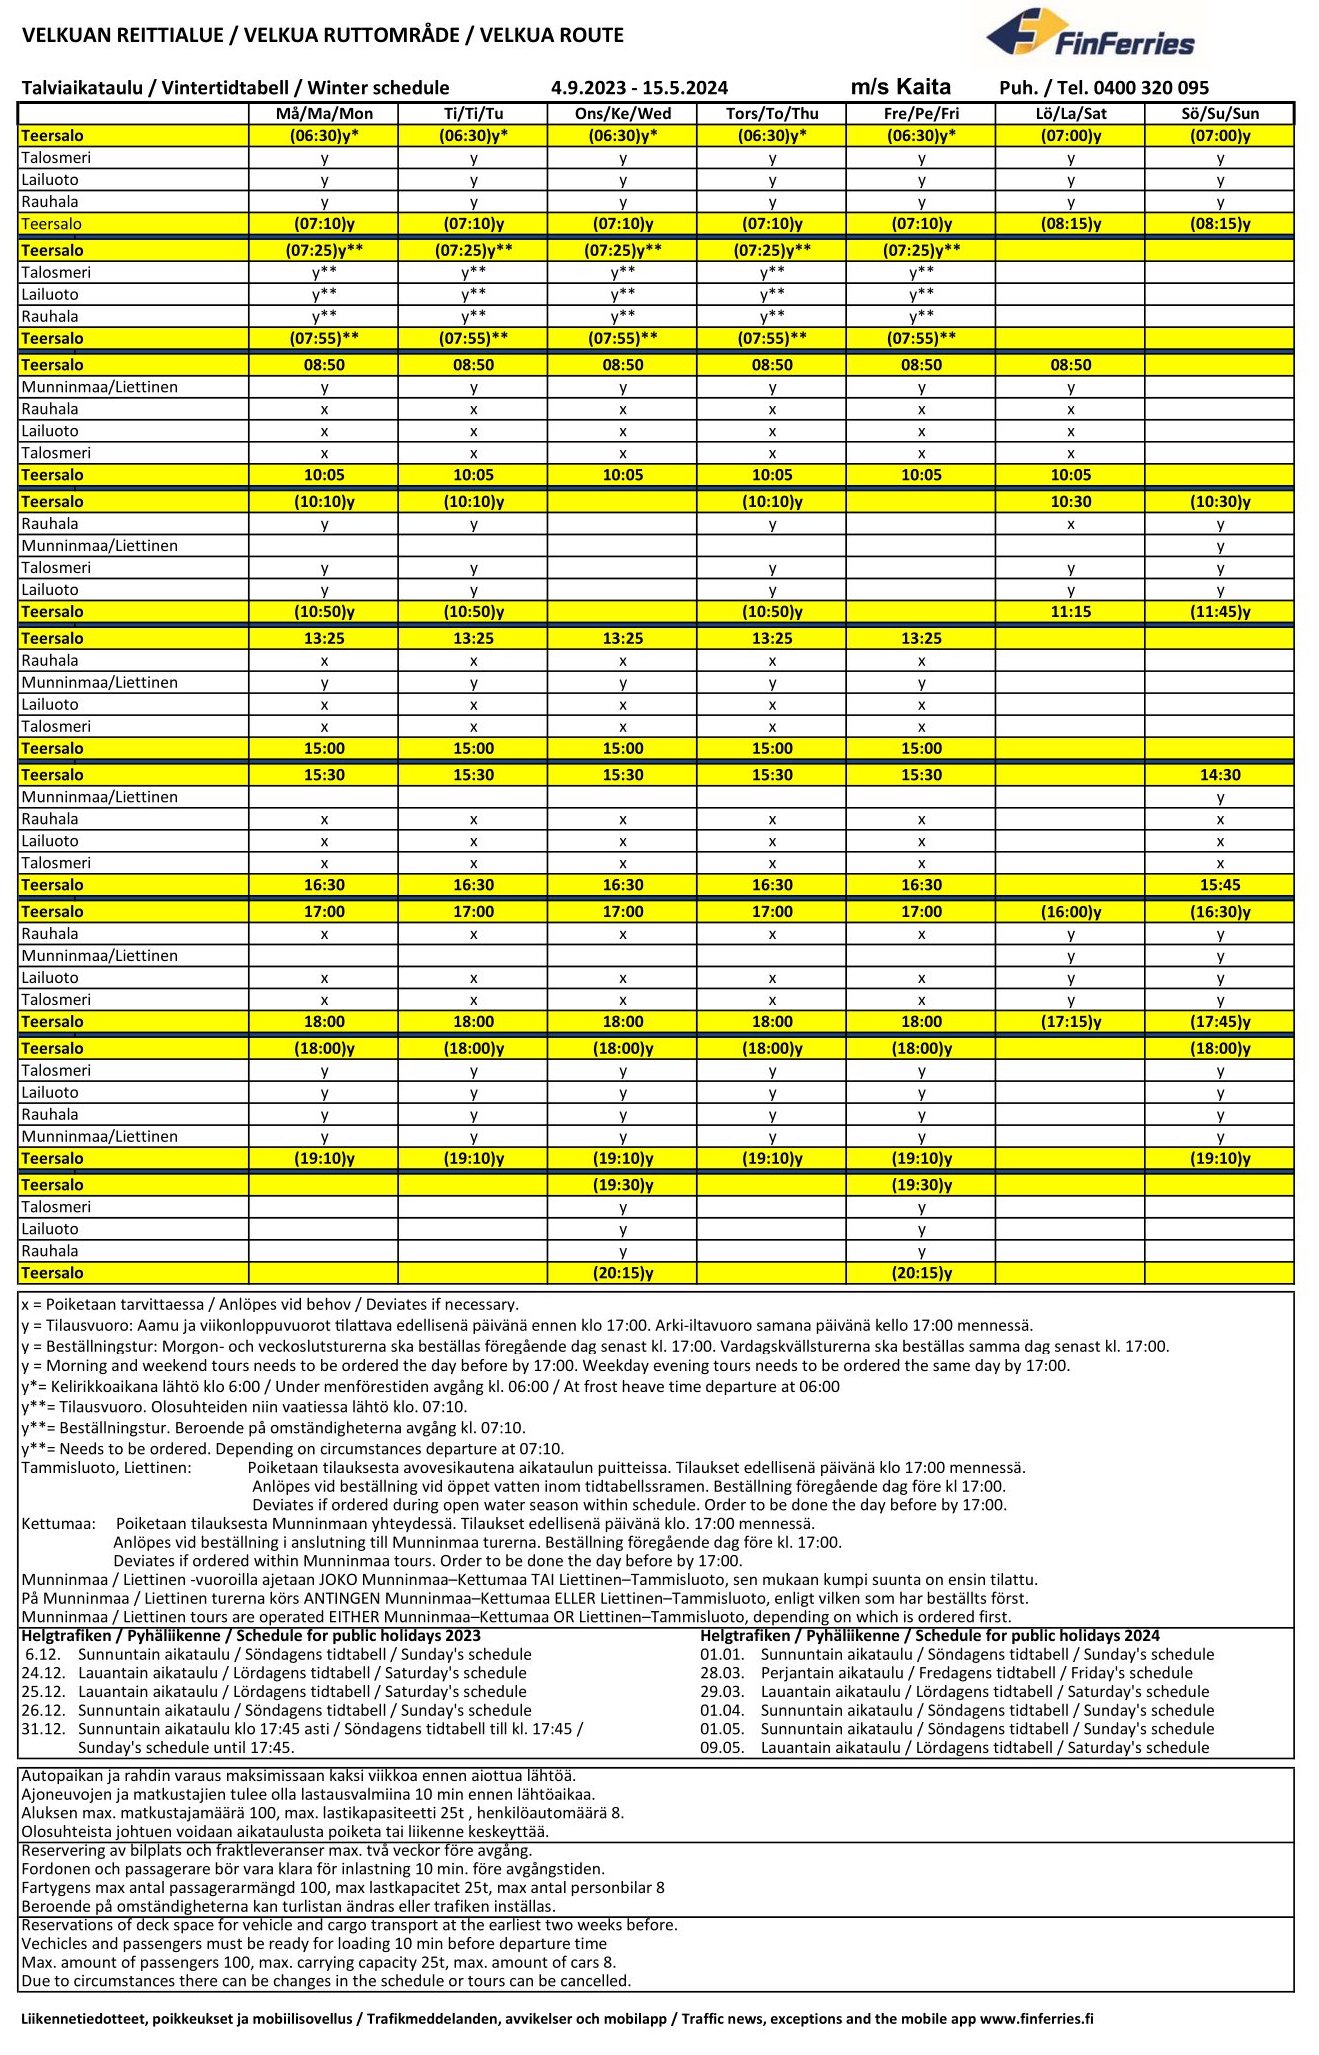 VELKUAN REITTIALUE / VELKUA RUTTOMRÅDE / VELKUA ROUTE
FinFerries
Talviaikataulu / Vintertidtabell / Winter schedule 4.9.2023 - 15.5.2024 m/s Kaita Puh. / Tel. 0400 320 095
Må/Ma/Mon Ti/Ti/Tu Ons/Ke/Wed Tors/To/Thu Fre/Pe/Fri Lö/La/Sat Sö/Su/Sun
Teersalo (06:30)y* (06:30)y* (06:30)y* (06:30)y* (06:30)y* (07:00)y (07:00)y
Talosmeri y y y y y y y
Lailuoto y y y y y y y
Rauhala y y y y y y y
Teersalo (07:10)y (07:10)y (07:10)y (07:10)y (07:10)y (08:15)y (08:15)y
Teersalo (07:25)y** (07:25)y** (07:25)y** (07:25)y** (07:25)y**
Talosmeri y** y** y** y** y**
Lailuoto y** y** y** y** y**
Rauhala y** y** y** y** y**
Teersalo (07:55)** (07:55)** (07:55)** (07:55)** (07:55)**
Teersalo 08:50 08:50 08:50 08:50 08:50 08:50
Munninmaa/Liettinen y y y y y y
Rauhala x x x x x x
Lailuoto x x x x x x
Talosmeri x x x x x x
Teersalo 10:05 10:05 10:05 10:05 10:05 10:05
Teersalo (10:10)y (10:10)y (10:10)y 10:30 (10:30)y
Rauhala y y y x y
Munninmaa/Liettinen y
Talosmeri y y y y y
Lailuoto y y y y y
Teersalo (10:50)y (10:50)y (10:50)y 11:15 (11:45)y
Teersalo 13:25 13:25 13:25 13:25 13:25
Rauhala x x x x x
Munninmaa/Liettinen y y y y y
Lailuoto x x x x x
Talosmeri x x x x x
Teersalo 15:00 15:00 15:00 15:00 15:00
Teersalo 15:30 15:30 15:30 15:30 15:30 14:30
Munninmaa/Liettinen y
Rauhala x x x x x x
Lailuoto x x x x x x
Talosmeri x x x x x x
Teersalo 16:30 16:30 16:30 16:30 16:30 15:45
Teersalo 17:00 17:00 17:00 17:00 17:00 (16:00)y (16:30)y
Rauhala x x x x x y y
Munninmaa/Liettinen y y
Lailuoto x x x x x y y
Talosmeri x x x x x y y
Teersalo 18:00 18:00 18:00 18:00 18:00 (17:15)y (17:45)y
Teersalo (18:00)y (18:00)y (18:00)y (18:00)y (18:00)y (18:00)y
Talosmeri y y y y y y
Lailuoto y y y y y y
Rauhala y y y y y y
Munninmaa/Liettinen y y y y y y
Teersalo (19:10)y (19:10)y (19:10)y (19:10)y (19:10)y (19:10)y
Teersalo (19:30)y (19:30)y
Talosmeri y y
Lailuoto y y
Rauhala y y
Teersalo (20:15)y (20:15)y
x = Poiketaan tarvittaessa / Anlöpes vid behov / Deviates if necessary.
y = Tilausvuoro: Aamu ja viikonloppuvuorot tilattava edellisenä päivänä ennen klo 17:00. Arki-iltavuoro samana päivänä kello 17:00 mennessä.
y = Beställningstur: Morgon- och veckoslutsturerna ska beställas föregående dag senast kl. 17:00. Vardagskvällsturerna ska beställas samma dag senast kl. 17:00.
y = Morning and weekend tours needs to be ordered the day before by 17:00. Weekday evening tours needs to be ordered the same day by 17:00.
y*= Kelirikkoaikana lähtö klo 6:00 / Under menförestiden avgång kl. 06:00 / At frost heave time departure at 06:00
y**= Tilausvuoro. Olosuhteiden niin vaatiessa lähtö klo. 07:10.
y**= Beställningstur. Beroende på omständigheterna avgång kl. 07:10.
y**= Needs to be ordered. Depending on circumstances departure at 07:10.
Tammisluoto, Liettinen: Poiketaan tilauksesta avovesikautena aikataulun puitteissa. Tilaukset edellisenä päivänä klo 17:00 mennessä.
Anlöpes vid beställning vid öppet vatten inom tidtabellssramen. Beställning föregående dag före kl 17:00.
Deviates if ordered during open water season within schedule. Order to be done the day before by 17:00.
Kettumaa: Poiketaan tilauksesta Munninmaan yhteydessä. Tilaukset edellisenä päivänä klo. 17:00 mennessä.
Anlöpes vid beställning i anslutning till Munninmaa turerna. Beställning föregående dag före kl. 17:00.
Deviates if ordered within Munninmaa tours. Order to be done the day before by 17:00.
Munninmaa / Liettinen -vuoroilla ajetaan JOKO Munninmaa–Kettumaa TAI Liettinen–Tammisluoto, sen mukaan kumpi suunta on ensin tilattu.
På Munninmaa / Liettinen turerna körs ANTINGEN Munninmaa–Kettumaa ELLER Liettinen–Tammisluoto, enligt vilken som har beställts först.
Munninmaa / Liettinen tours are operated EITHER Munninmaa–Kettumaa OR Liettinen–Tammisluoto, depending on which is ordered first.
Helgtrafiken / Pyhäliikenne / Schedule for public holidays 2023
6.12. Sunnuntain aikataulu / Söndagens tidtabell / Sunday's schedule
24.12. Lauantain aikataulu / Lördagens tidtabell / Saturday's schedule
25.12. Lauantain aikataulu / Lördagens tidtabell / Saturday's schedule
26.12. Sunnuntain aikataulu / Söndagens tidtabell / Sunday's schedule
31.12. Sunnuntain aikataulu klo 17:45 asti / Söndagens tidtabell till kl. 17:45 /
Sunday's schedule until 17:45.
Helgtrafiken / Pyhäliikenne / Schedule for public holidays 2024
01.01. Sunnuntain aikataulu / Söndagens tidtabell / Sunday's schedule
28.03. Perjantain aikataulu / Fredagens tidtabell / Friday's schedule
29.03. Lauantain aikataulu / Lördagens tidtabell / Saturday's schedule
01.04. Sunnuntain aikataulu / Söndagens tidtabell / Sunday's schedule
01.05. Sunnuntain aikataulu / Söndagens tidtabell / Sunday's schedule
09.05. Lauantain aikataulu / Lördagens tidtabell / Saturday's schedule
Autopaikan ja rahdin varaus maksimissaan kaksi viikkoa ennen aiottua lähtöä.
Ajoneuvojen ja matkustajien tulee olla lastausvalmiina 10 min ennen lähtöaikaa.
Aluksen max. matkustajamäärä 100, max. lastikapasiteetti 25t , henkilöautomäärä 8.
Olosuhteista johtuen voidaan aikataulusta poiketa tai liikenne keskeyttää.
Reservering av bilplats och fraktleveranser max. två veckor före avgång.
Fordonen och passagerare bör vara klara för inlastning 10 min. före avgångstiden.
Fartygens max antal passagerarmängd 100, max lastkapacitet 25t, max antal personbilar 8
Beroende på omständigheterna kan turlistan ändras eller trafiken inställas.
Reservations of deck space for vehicle and cargo transport at the earliest two weeks before.
Vechicles and passengers must be ready for loading 10 min before departure time
Max. amount of passengers 100, max. carrying capacity 25t, max. amount of cars 8.
Due to circumstances there can be changes in the schedule or tours can be cancelled.
Liikennetiedotteet, poikkeukset ja mobiilisovellus / Trafikmeddelanden, avvikelser och mobilapp / Traffic news, exceptions and the mobile app www.finferries.fi